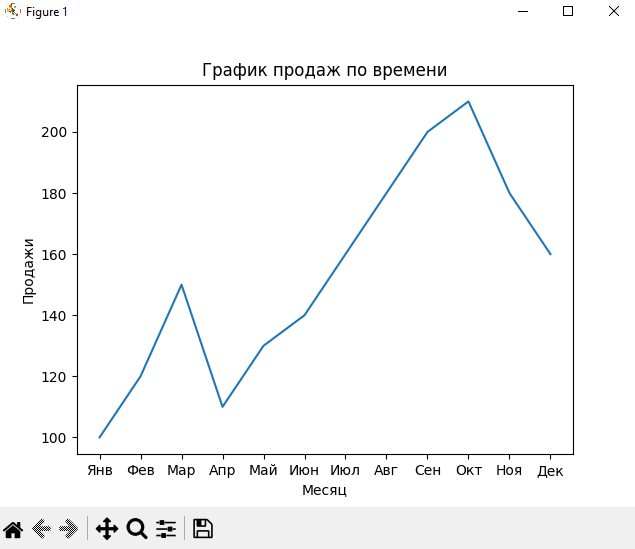 Figure 1
График продаж по времени
Продажи
200
180
160
140
120
100
Янв Фев Мар Апр Май Июн Июл Авг Сен Окт Ноя Дек
Месяц